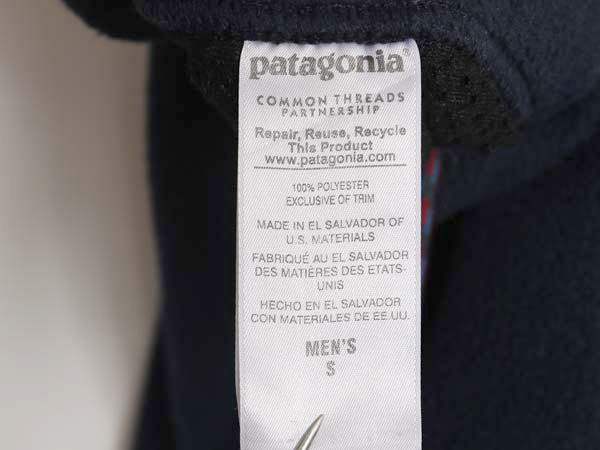 patagonia®
COMMON THREADS
PARTNERSHIP
Repair, Reuse, Recycle
This Product
www.patagonia.com
100% POLYESTER
EXCLUSIVE OF TRIM
MADE IN EL SALVADOR OF
U.S. MATERIALS
FABRIQUÉ AU EL SALVADOR
DES MATIÈRES DES ETATS-
UNIS
HECHO EN EL SALVADOR
CON MATERIALES DE EE.UU.
MEN'S
S